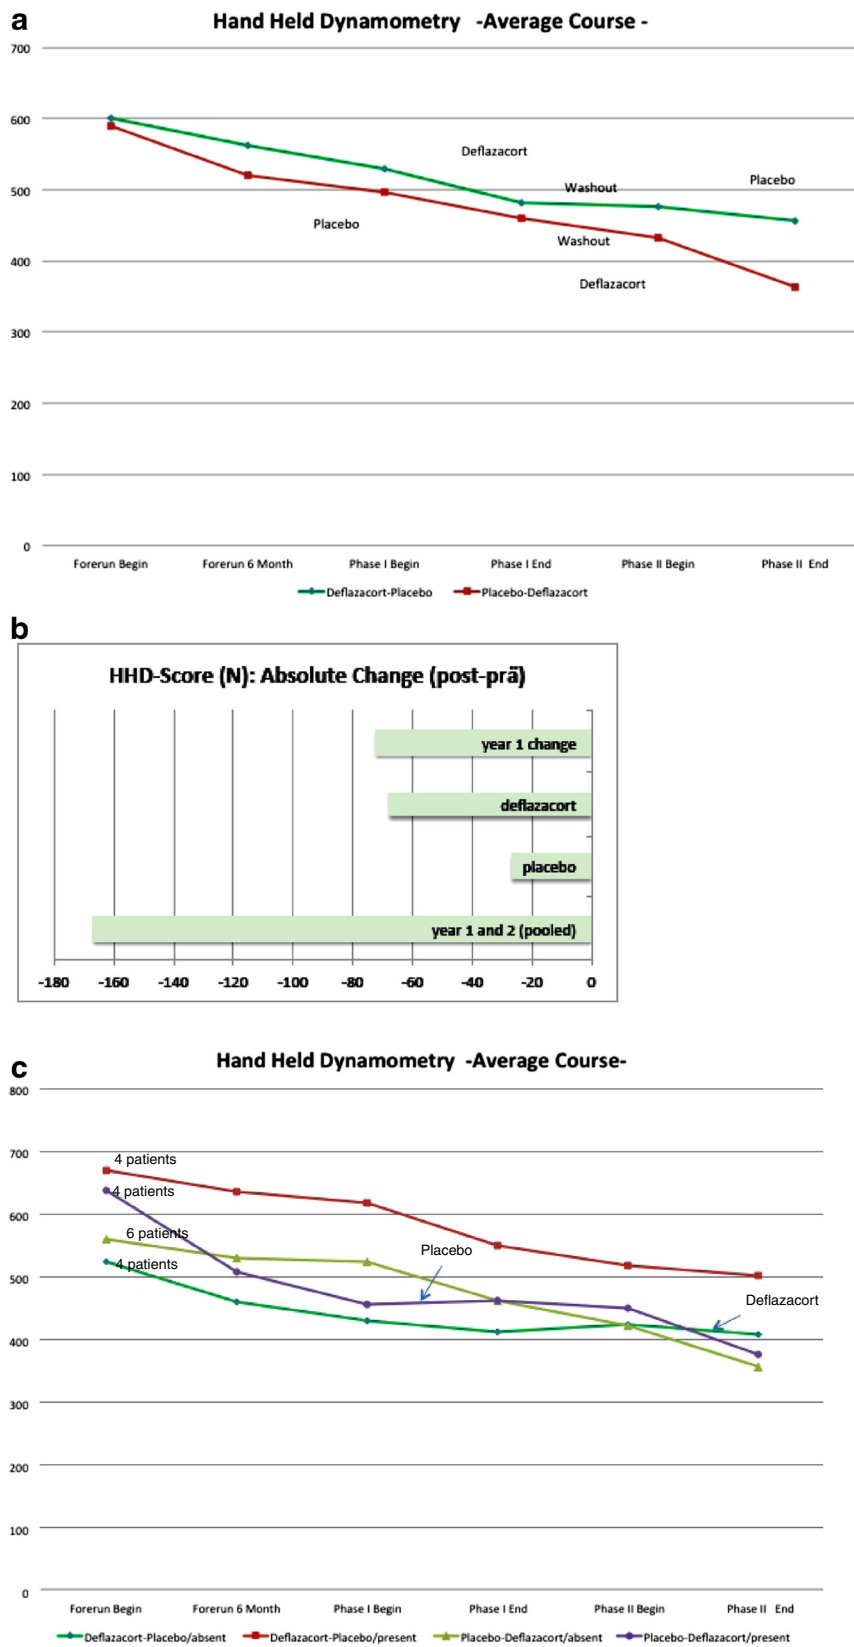 a
Hand Held Dynamometry -Average Course -
700
600
500
400
300
200
100
0
Deflazacort
Washout
Placebo
Placebo
Washout
Deflazacort
Forerun Begin Forerun 6 Month Phase I Begin Phase I End Phase II Begin Phase II End
Deflazacort-Placebo Placebo-Deflazacort
b
HHD-Score (N): Absolute Change (post-prä)
year 1 change
deflazacort
placebo
year 1 and 2 (pooled)
-180 -160 -140 -120 -100 -80 -60 -40 -20 0
c
Hand Held Dynamometry -Average Course-
800
700
600
500
400
300
200
100
0
4 patients
4 patients
6 patients
4 patients
Placebo
Deflazacort
Forerun Begin Forerun 6 Month Phase I Begin Phase I End Phase II Begin Phase II End
Deflazacort-Placebo/absent Deflazacort-Placebo/present Placebo-Deflazacort/absent Placebo-Deflazacort/present